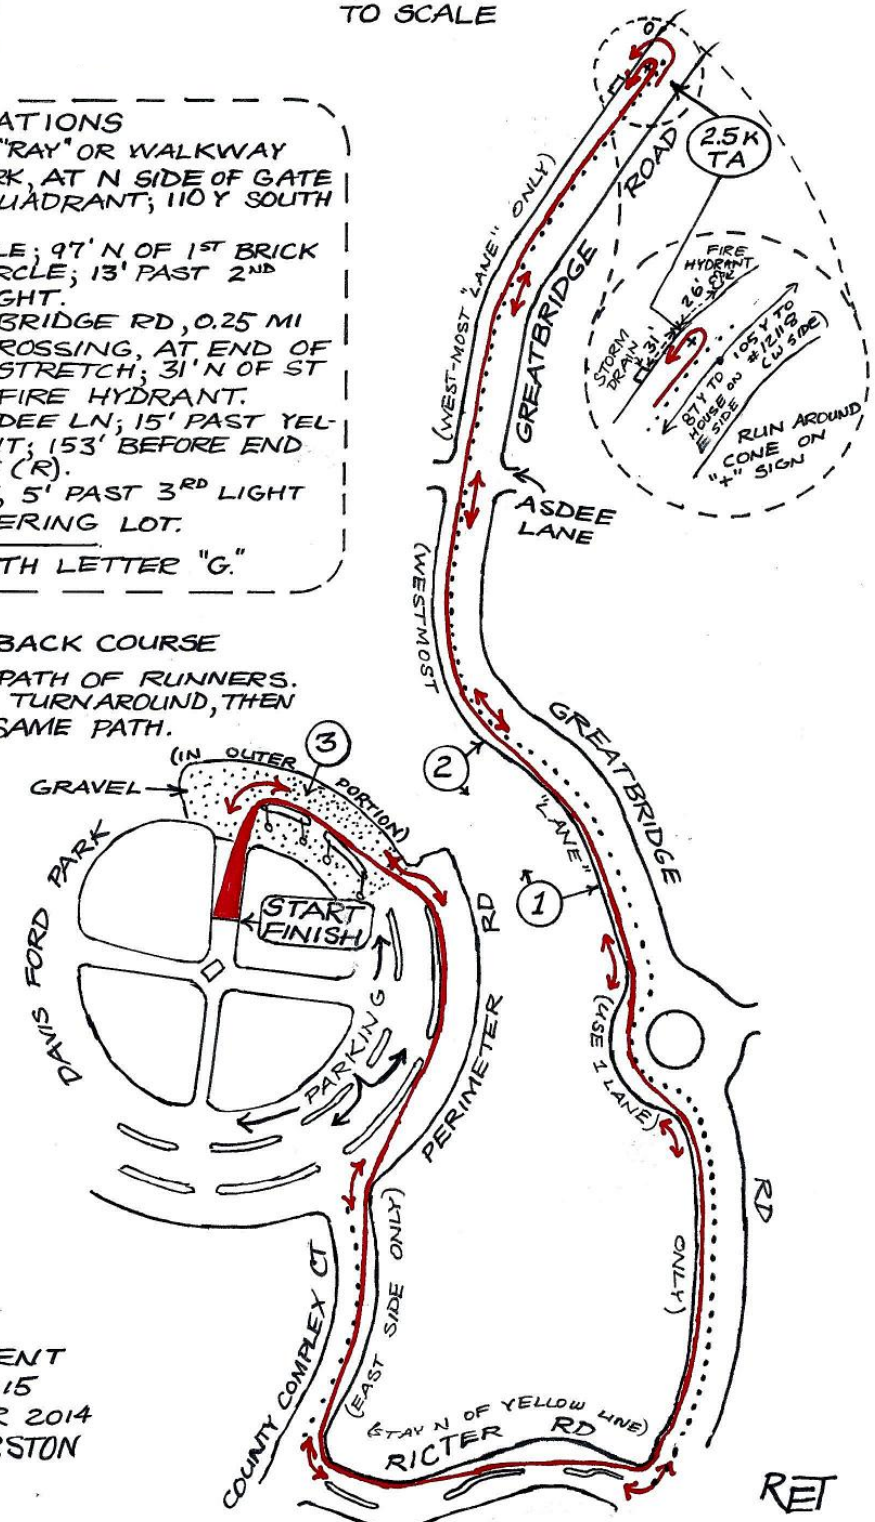 TO SCALE
ATIONS
"RAY" OR WALKWAY
RK, AT N SIDE OF GATE
UADRANT; 110Y SOUTH
LE; 97' N OF 1ST BRICK
RCLE; 13' PAST 2ND
GHT.
BRIDGE RD, 0.25 MI
ROSSING, AT END OF
STRETCH; 31' N OF ST
FIRE HYDRANT.
DEE LN; 15' PAST YEL-
T; 153' BEFORE END
(R).
, 5' PAST 3RD LIGHT
ERING LOT.
TH LETTER "G."
BACK COURSE
PATH OF RUNNERS.
TURNAROUND, THEN
SAME PATH.
2.5K
TA
GREATBRIDGE ROAD
(WEST-MOST "LANE" ONLY)
FIRE
HYDRANT
26'
31'
STORM
DRAIN
105 Y TO
#12118
(W SIDE)
87 Y TO
HOUSE ON
E SIDE
RUN AROUND
CONE ON
"+" SIGN
ASDEE
LANE
(WESTMOST
"LANE"
ONLY)
GREATBRIDGE
RD
2
1
(USE 1 LANE)
(IN OUTER PORTION)
3
GRAVEL
DAVIS FORD PARK
START
FINISH
PARKING
PERIMETER RD
COUNTY COMPLEX CT
(EAST SIDE ONLY)
(STAY N OF YELLOW LINE)
RICTER RD
ENT
15
R 2014
RSTON
RET